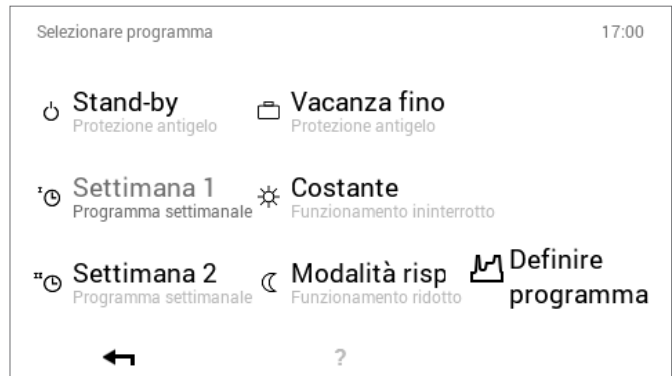 Selezionare programma 17:00
Stand-by
Protezione antigelo
Vacanza fino
Protezione antigelo
I Settimana 1
Programma settimanale
Costante
Funzionamento ininterrotto
II Settimana 2
Programma settimanale
Modalità risp
Funzionamento ridotto
Definire
programma
?